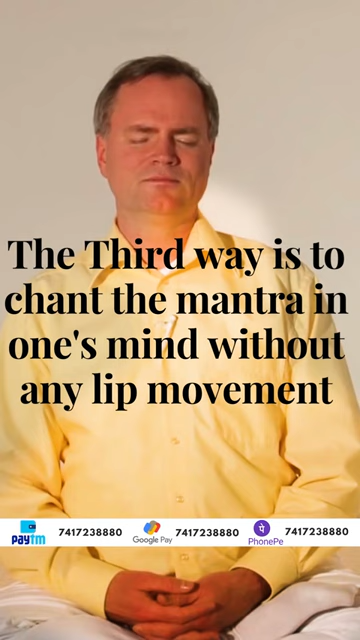 The Third way is to
chant the mantra in
one's mind without
any lip movement
paytm 7417238880 Google Pay 7417238880 PhonePe 7417238880